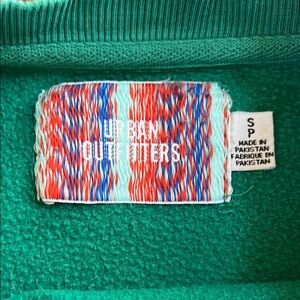 URBAN
OUTFITTERS
S
P
MADE IN
PAKISTAN
FABRIQUE EN
PAKISTAN